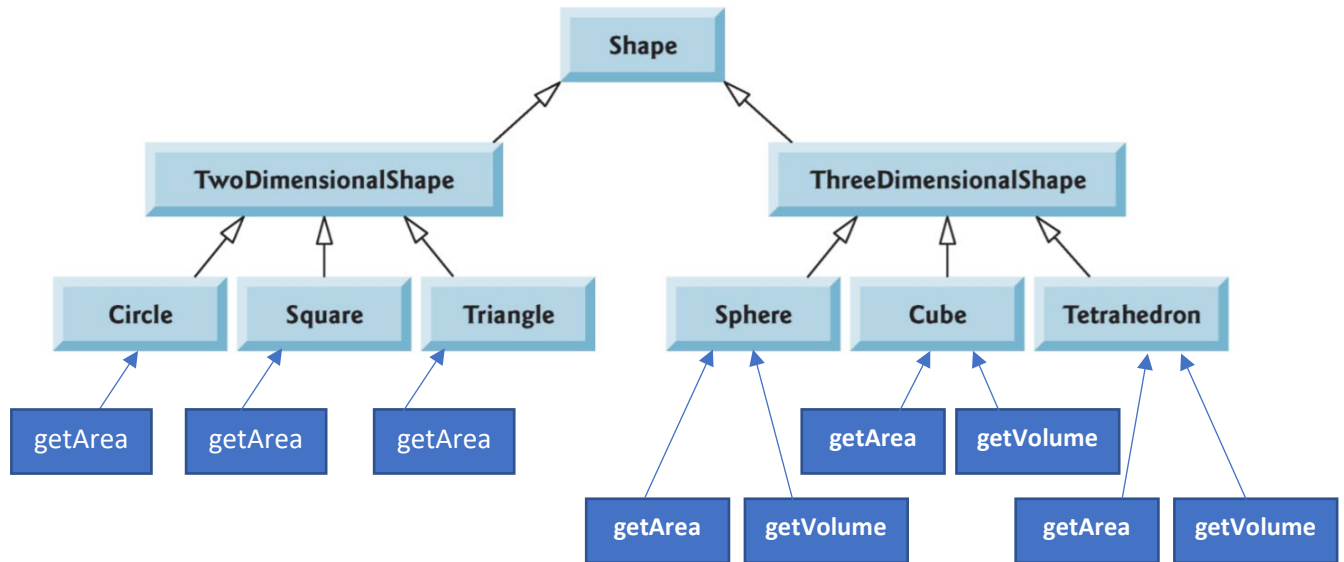 Shape
TwoDimensionalShape
ThreeDimensionalShape
Circle
Square
Triangle
Sphere
Cube
Tetrahedron
getArea
getArea
getArea
getArea
getVolume
getArea
getVolume
getArea
getVolume